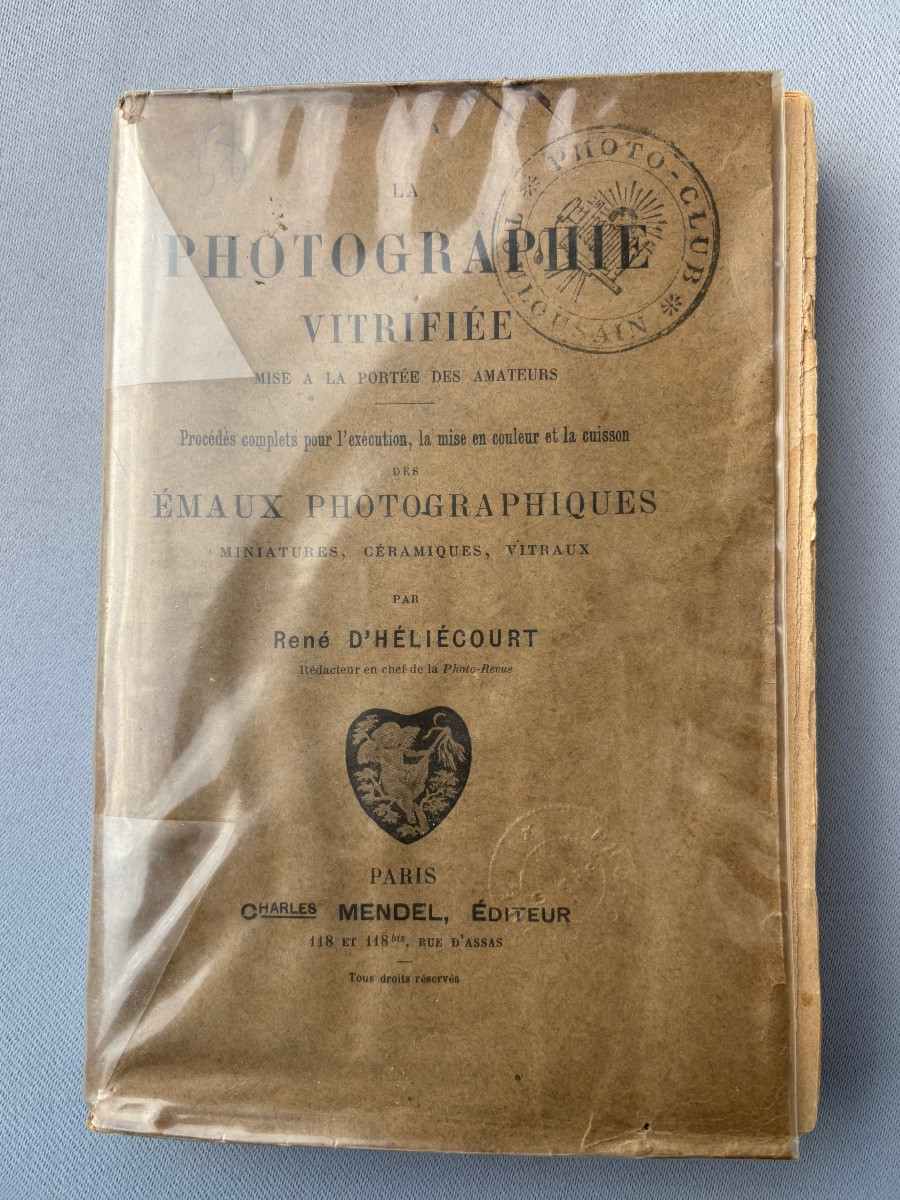 LA
PHOTOGRAPHIE
VITRIFIÉE
MISE A LA PORTÉE DES AMATEURS
Procédés complets pour l'exécution, la mise en couleur et la cuisson
DES
ÉMAUX PHOTOGRAPHIQUES
MINIATURES, CÉRAMIQUES, VITRAUX
PAR
René D'HÉLIÉCOURT
Rédacteur en chef de la Photo-Revue
PARIS
CHARLES MENDEL, ÉDITEUR
118 ET 118bis, RUE D'ASSAS
Tous droits réservés
PHOTO-CLUB
TOULOUSAIN